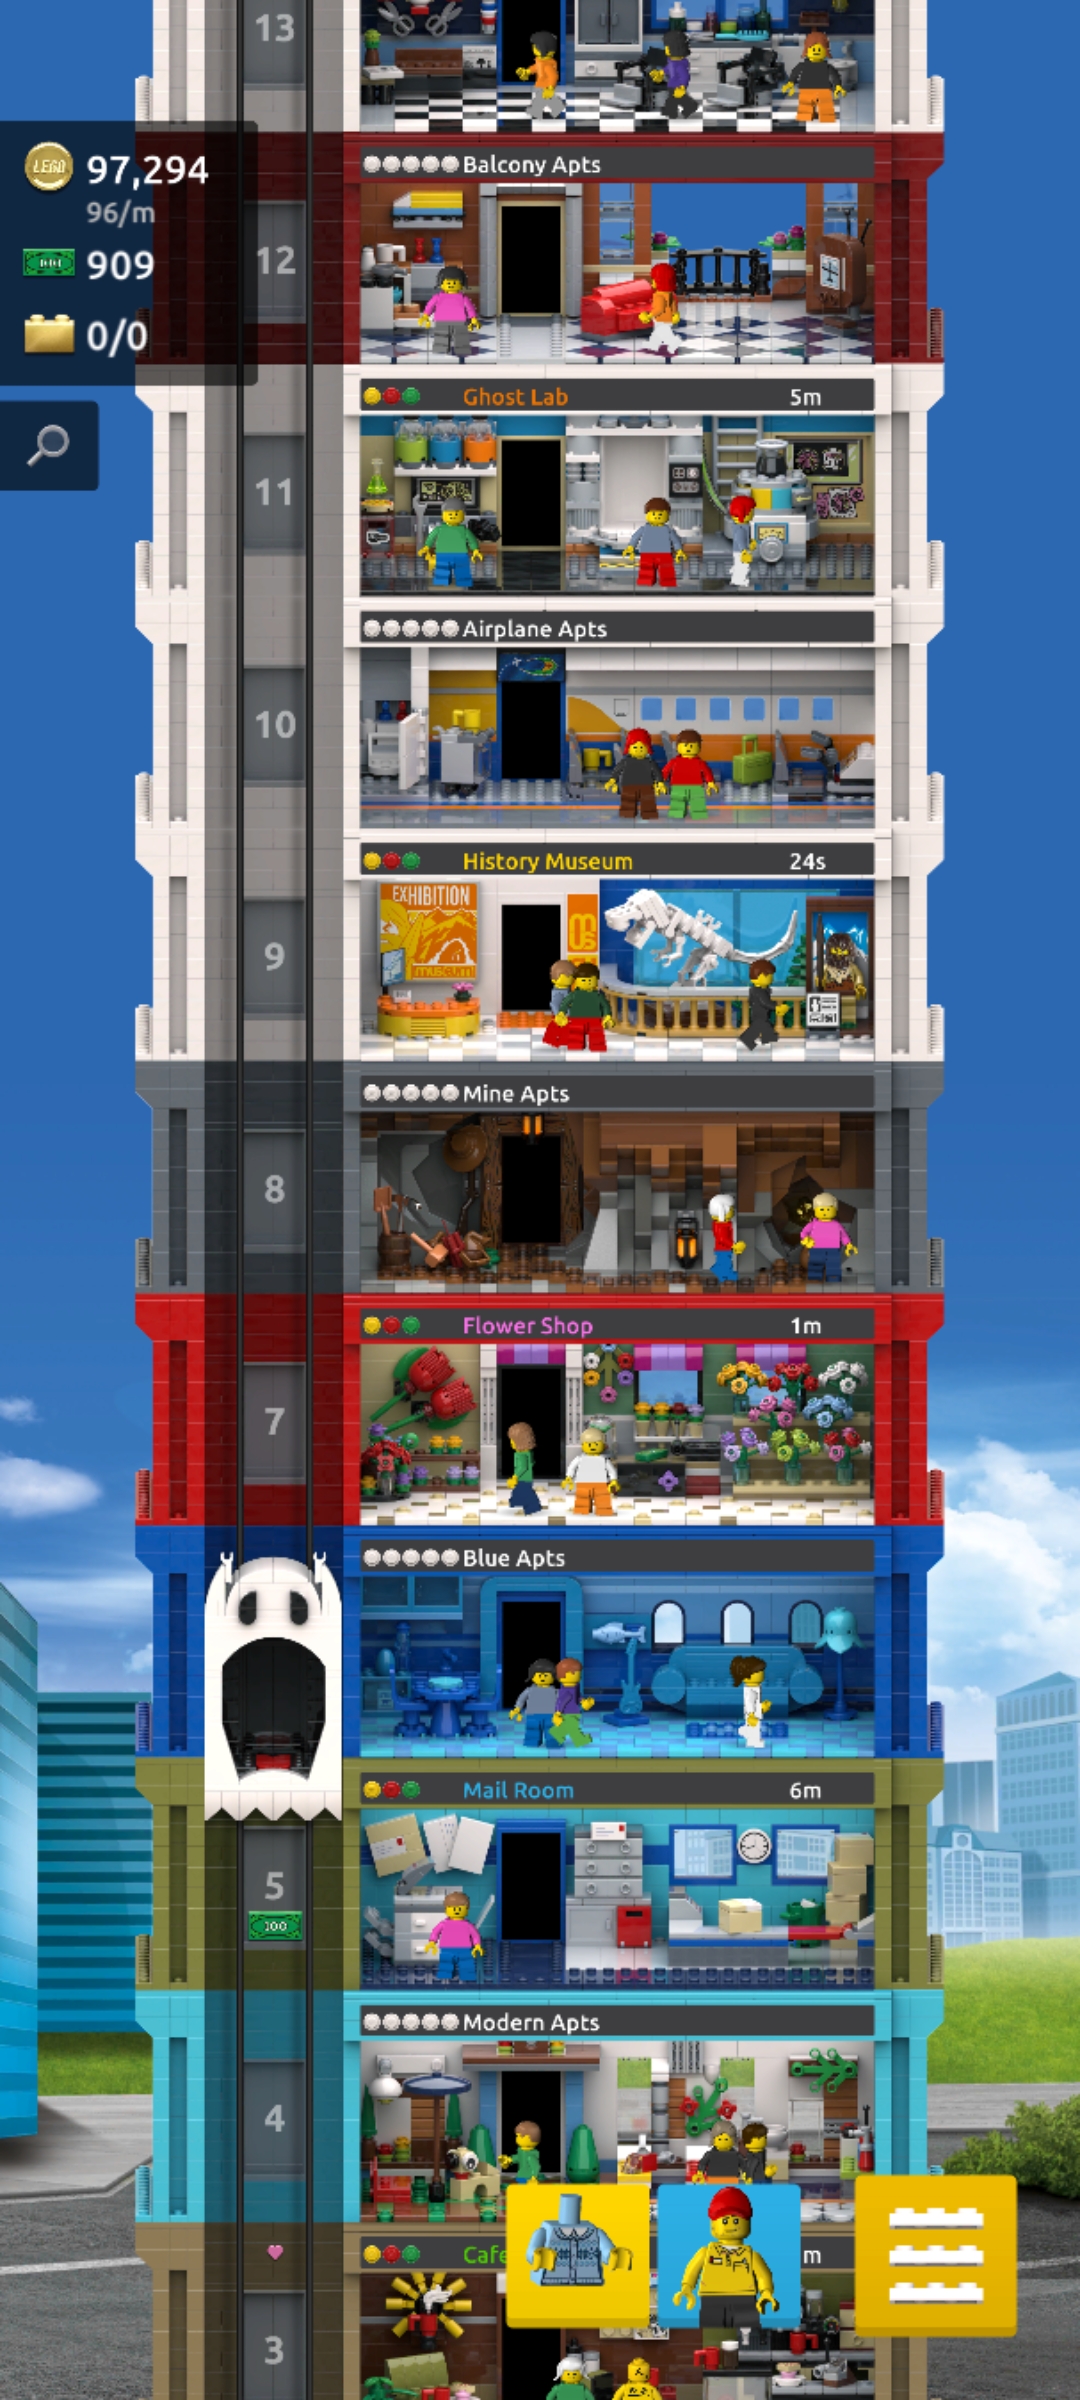 13
LEGO 97,294
96/m
909
0/0
Balcony Apts
12
Ghost Lab 5m
11
Airplane Apts
10
History Museum 24s
EXHIBITION
museum
9
Mine Apts
8
Flower Shop 1m
7
Blue Apts
Mail Room 6m
5
100
Modern Apts
4
Cafe
m
3